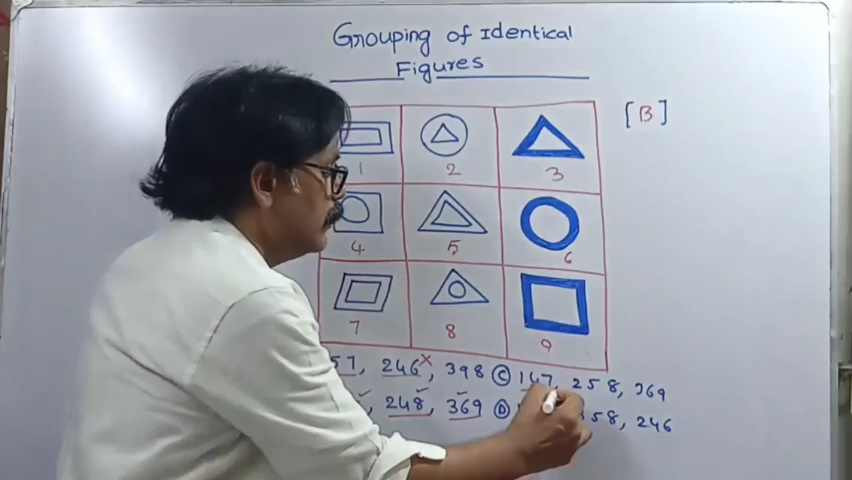 Grouping of Identical
Figures
[B]
1 2 3
4 5 6
7 8 9
57, 246 x, 398 C 147, 258, 369
✓, 248 ✓, 369 ✓ D 58, 246